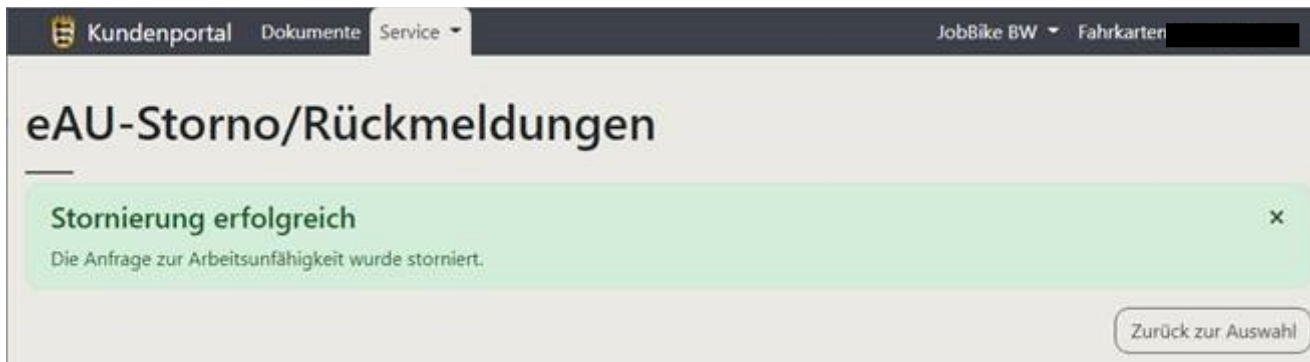 Kundenportal Dokumente Service JobBike BW Fahrkarten
eAU-Storno/Rückmeldungen
Stornierung erfolgreich ×
Die Anfrage zur Arbeitsunfähigkeit wurde storniert.
Zurück zur Auswahl